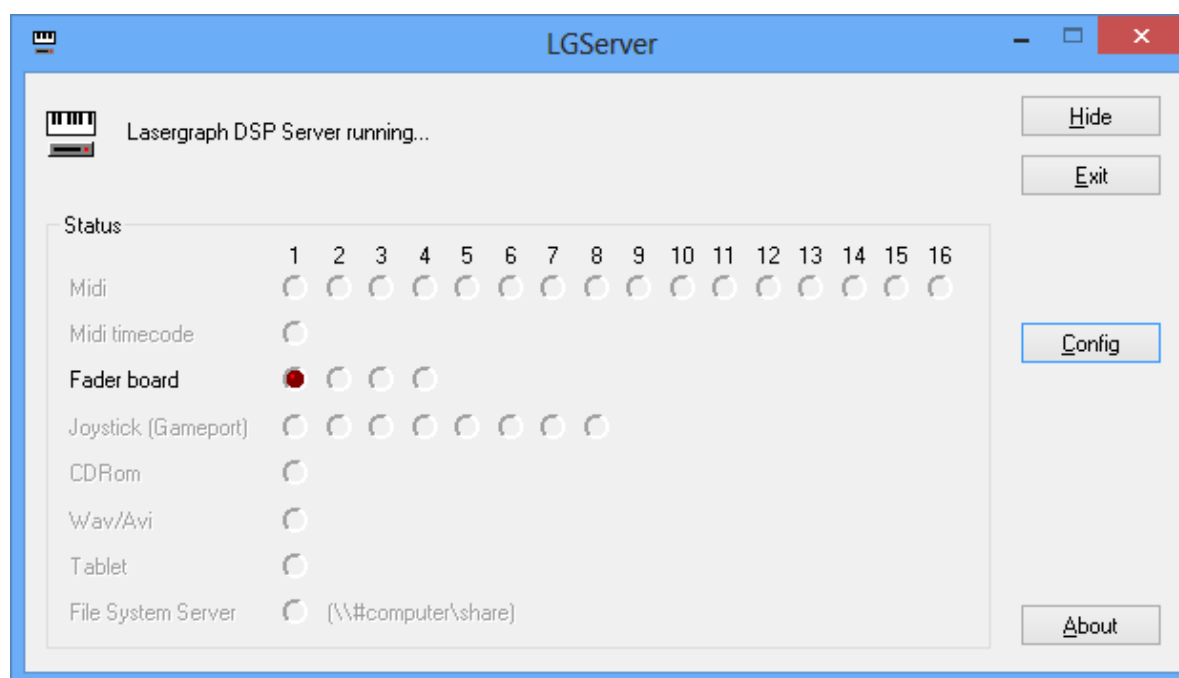 LGServer
Lasergraph DSP Server running...
Hide
Exit
Status
1 2 3 4 5 6 7 8 9 10 11 12 13 14 15 16
Midi
Midi timecode
Config
Fader board
Joystick (Gameport)
CDRom
Wav/Avi
Tablet
File System Server (\\#computer\share)
About